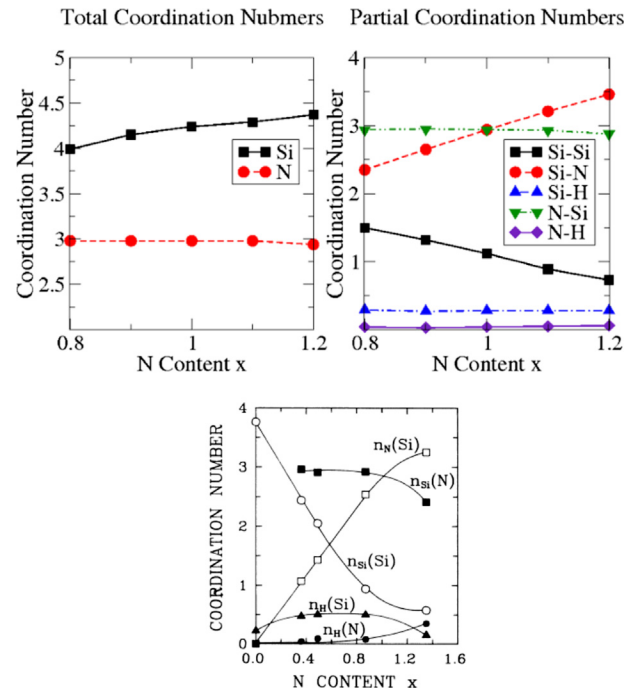 Total Coordination Nubmers
Partial Coordination Numbers
Coordination Number
5
4.5
4
3.5
3
2.5
Si
N
0.8
1
1.2
N Content x
Coordination Number
4
3
2
1
Si-Si
Si-N
Si-H
N-Si
N-H
0.8
1
1.2
N Content x
COORDINATION NUMBER
4
3
2
1
0
nN(Si)
nSi(N)
nSi(Si)
nH(Si)
nH(N)
0.0
0.4
0.8
1.2
1.6
N CONTENT x